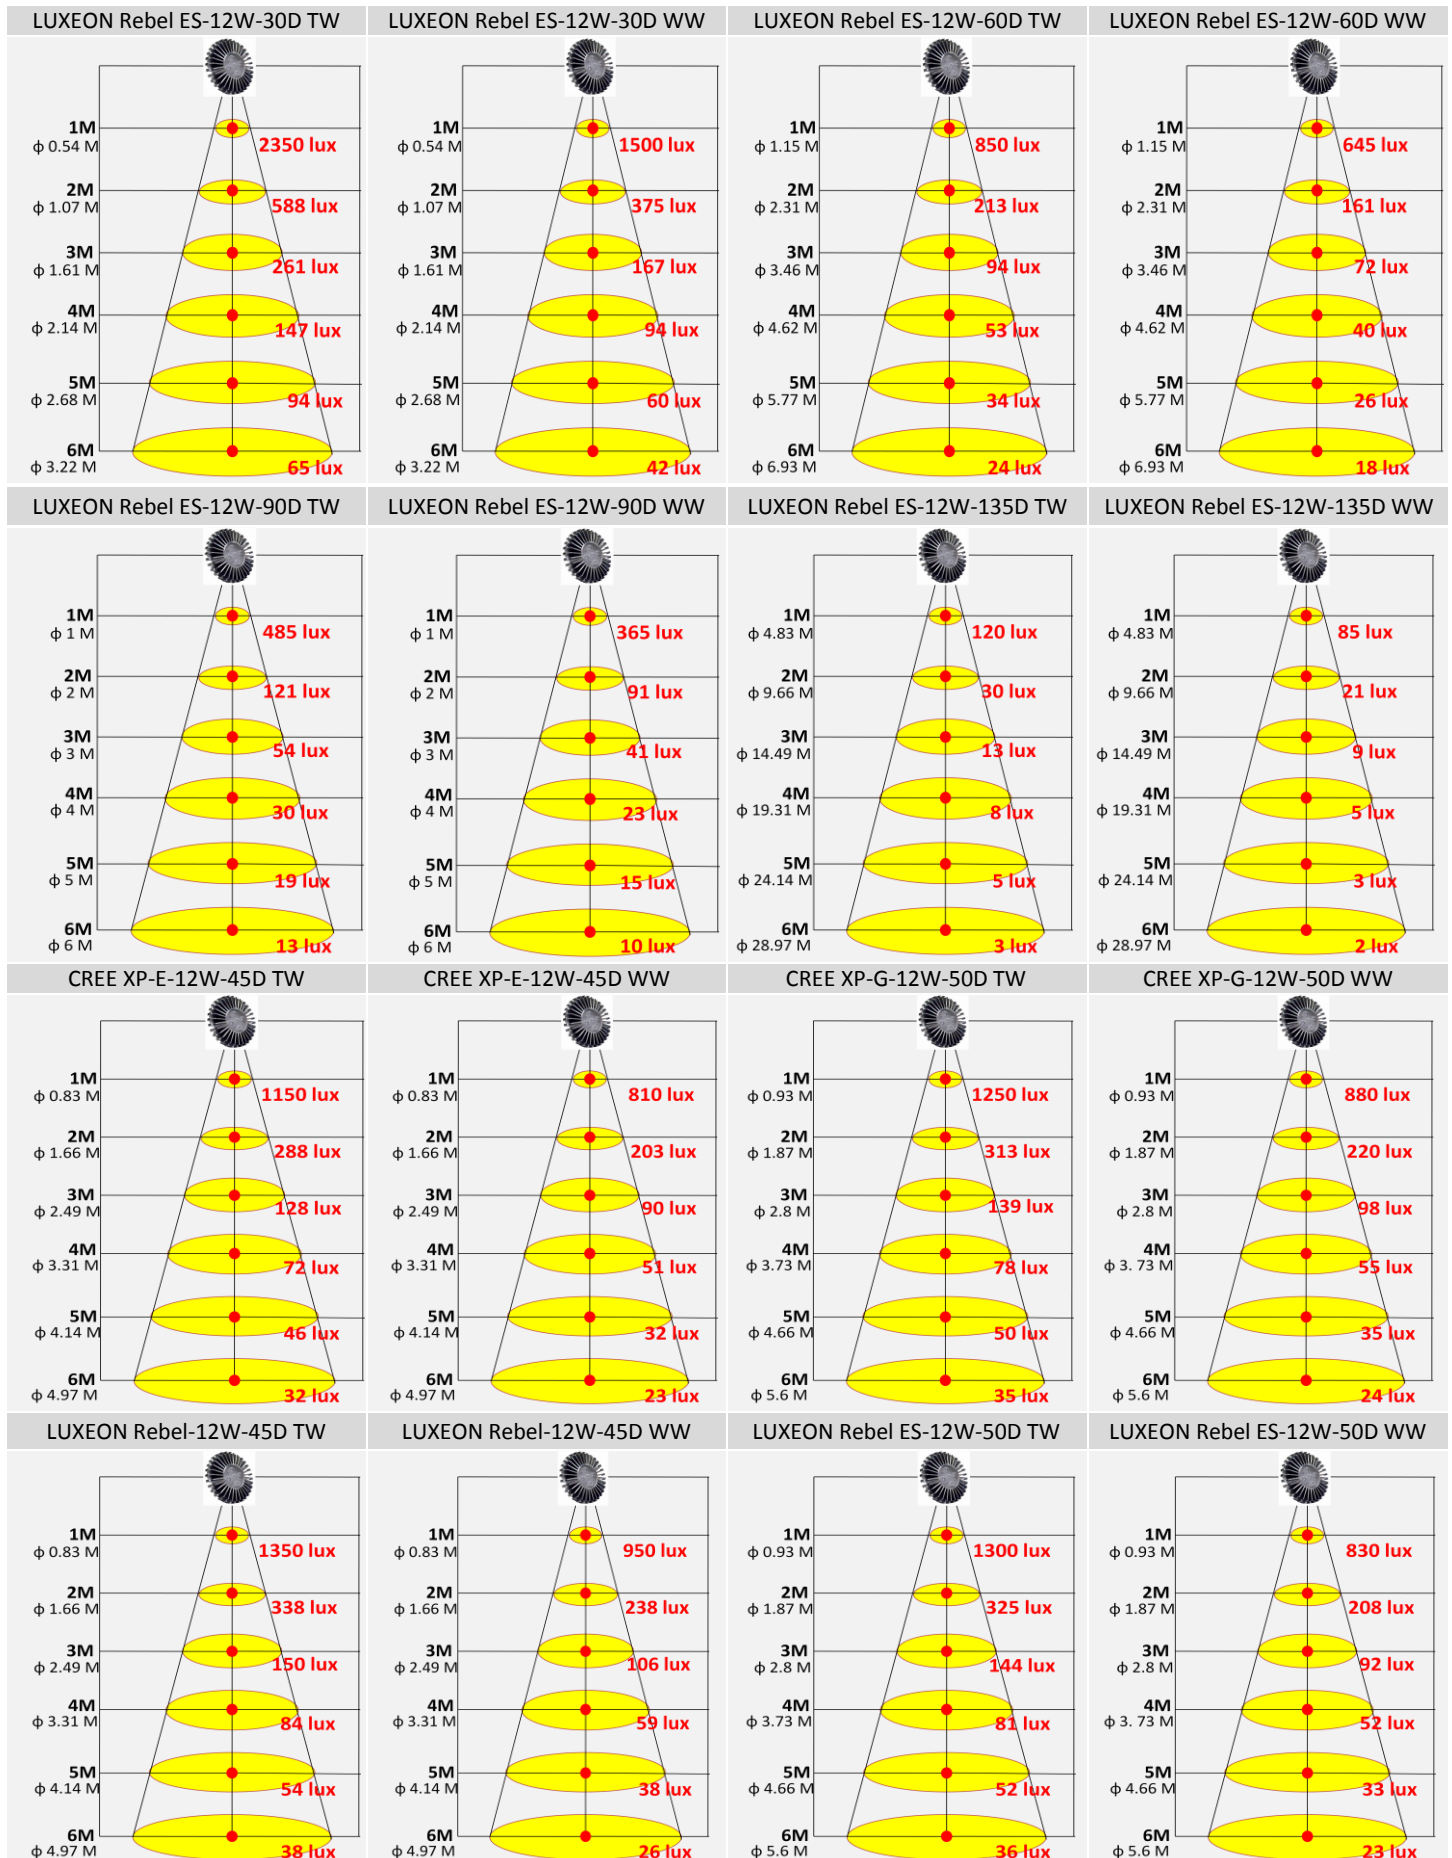 LUXEON Rebel ES-12W-30D TW
1M
ф 0.54 M
2350 lux
2M
ф 1.07 M
588 lux
3M
ф 1.61 M
261 lux
4M
ф 2.14 M
147 lux
5M
ф 2.68 M
94 lux
6M
ф 3.22 M
65 lux
LUXEON Rebel ES-12W-30D WW
1M
ф 0.54 M
1500 lux
2M
ф 1.07 M
375 lux
3M
ф 1.61 M
167 lux
4M
ф 2.14 M
94 lux
5M
ф 2.68 M
60 lux
6M
ф 3.22 M
42 lux
LUXEON Rebel ES-12W-60D TW
1M
ф 1.15 M
850 lux
2M
ф 2.31 M
213 lux
3M
ф 3.46 M
94 lux
4M
ф 4.62 M
53 lux
5M
ф 5.77 M
34 lux
6M
ф 6.93 M
24 lux
LUXEON Rebel ES-12W-60D WW
1M
ф 1.15 M
645 lux
2M
ф 2.31 M
161 lux
3M
ф 3.46 M
72 lux
4M
ф 4.62 M
40 lux
5M
ф 5.77 M
26 lux
6M
ф 6.93 M
18 lux
LUXEON Rebel ES-12W-90D TW
1M
ф 1 M
485 lux
2M
ф 2 M
121 lux
3M
ф 3 M
54 lux
4M
ф 4 M
30 lux
5M
ф 5 M
19 lux
6M
ф 6 M
13 lux
LUXEON Rebel ES-12W-90D WW
1M
ф 1 M
365 lux
2M
ф 2 M
91 lux
3M
ф 3 M
41 lux
4M
ф 4 M
23 lux
5M
ф 5 M
15 lux
6M
ф 6 M
10 lux
LUXEON Rebel ES-12W-135D TW
1M
ф 4.83 M
120 lux
2M
ф 9.66 M
30 lux
3M
ф 14.49 M
13 lux
4M
ф 19.31 M
8 lux
5M
ф 24.14 M
5 lux
6M
ф 28.97 M
3 lux
LUXEON Rebel ES-12W-135D WW
1M
ф 4.83 M
85 lux
2M
ф 9.66 M
21 lux
3M
ф 14.49 M
9 lux
4M
ф 19.31 M
5 lux
5M
ф 24.14 M
3 lux
6M
ф 28.97 M
2 lux
CREE XP-E-12W-45D TW
1M
ф 0.83 M
1150 lux
2M
ф 1.66 M
288 lux
3M
ф 2.49 M
128 lux
4M
ф 3.31 M
72 lux
5M
ф 4.14 M
46 lux
6M
ф 4.97 M
32 lux
CREE XP-E-12W-45D WW
1M
ф 0.83 M
810 lux
2M
ф 1.66 M
203 lux
3M
ф 2.49 M
90 lux
4M
ф 3.31 M
51 lux
5M
ф 4.14 M
32 lux
6M
ф 4.97 M
23 lux
CREE XP-G-12W-50D TW
1M
ф 0.93 M
1250 lux
2M
ф 1.87 M
313 lux
3M
ф 2.8 M
139 lux
4M
ф 3.73 M
78 lux
5M
ф 4.66 M
50 lux
6M
ф 5.6 M
35 lux
CREE XP-G-12W-50D WW
1M
ф 0.93 M
880 lux
2M
ф 1.87 M
220 lux
3M
ф 2.8 M
98 lux
4M
ф 3. 73 M
55 lux
5M
ф 4.66 M
35 lux
6M
ф 5.6 M
24 lux
LUXEON Rebel-12W-45D TW
1M
ф 0.83 M
1350 lux
2M
ф 1.66 M
338 lux
3M
ф 2.49 M
150 lux
4M
ф 3.31 M
84 lux
5M
ф 4.14 M
54 lux
6M
ф 4.97 M
38 lux
LUXEON Rebel-12W-45D WW
1M
ф 0.83 M
950 lux
2M
ф 1.66 M
238 lux
3M
ф 2.49 M
106 lux
4M
ф 3.31 M
59 lux
5M
ф 4.14 M
38 lux
6M
ф 4.97 M
26 lux
LUXEON Rebel ES-12W-50D TW
1M
ф 0.93 M
1300 lux
2M
ф 1.87 M
325 lux
3M
ф 2.8 M
144 lux
4M
ф 3.73 M
81 lux
5M
ф 4.66 M
52 lux
6M
ф 5.6 M
36 lux
LUXEON Rebel ES-12W-50D WW
1M
ф 0.93 M
830 lux
2M
ф 1.87 M
208 lux
3M
ф 2.8 M
92 lux
4M
ф 3. 73 M
52 lux
5M
ф 4.66 M
33 lux
6M
ф 5.6 M
23 lux